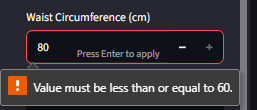 Waist Circumference (cm)
80
Press Enter to apply
− +
! Value must be less than or equal to 60.